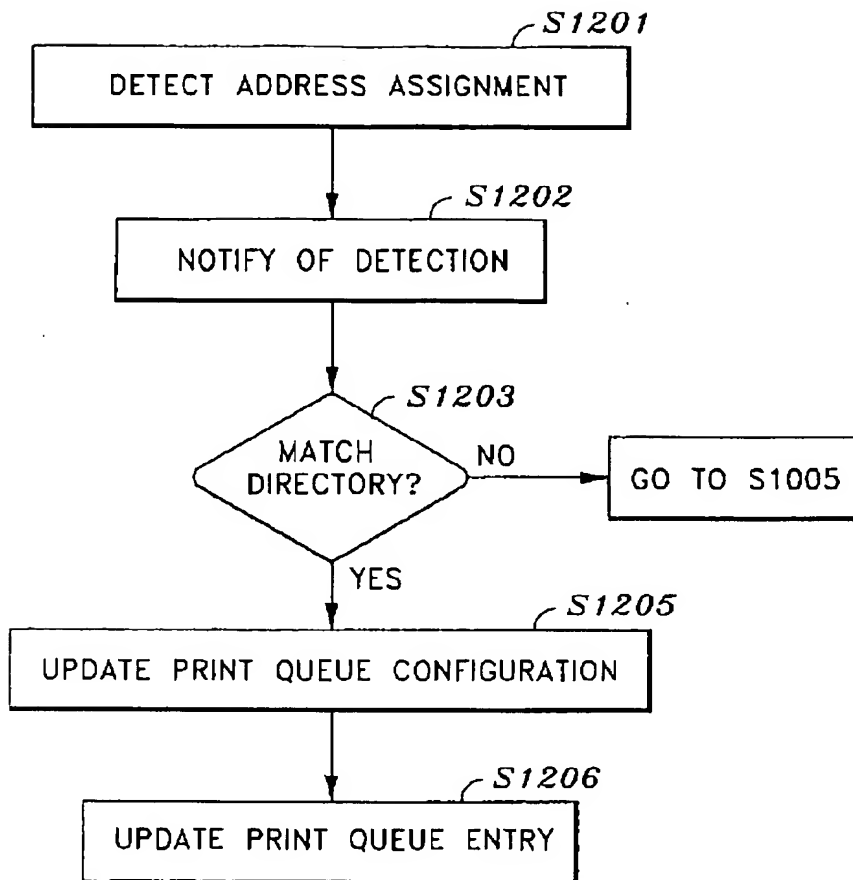 S1201
DETECT ADDRESS ASSIGNMENT
S1202
NOTIFY OF DETECTION
S1203
MATCH
DIRECTORY?
NO
GO TO S1005
YES
S1205
UPDATE PRINT QUEUE CONFIGURATION
S1206
UPDATE PRINT QUEUE ENTRY